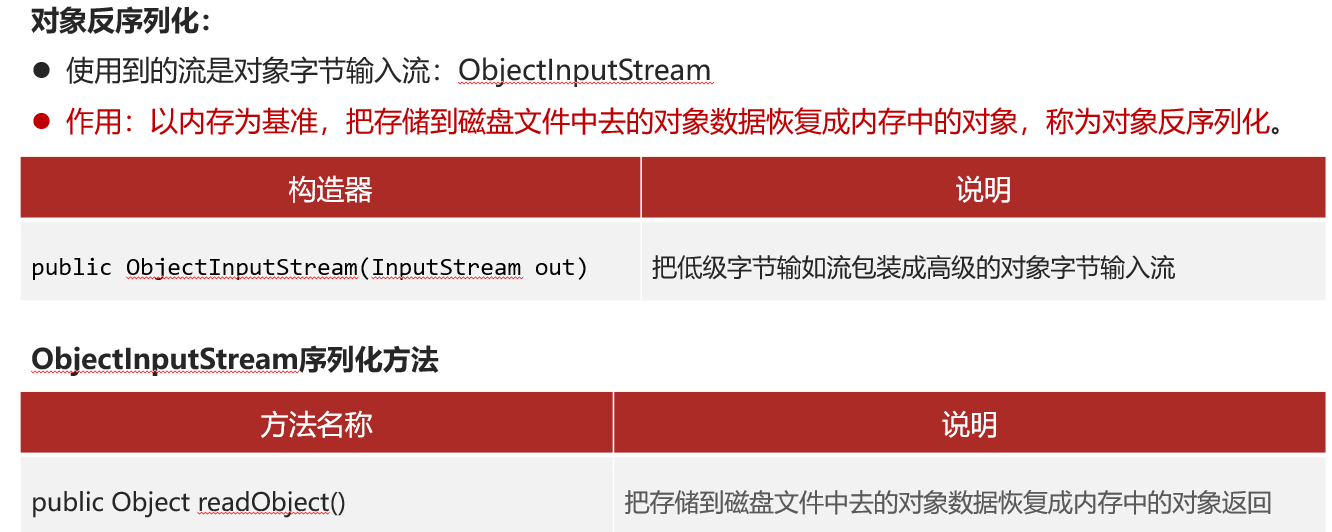 对象反序列化：
● 使用到的流是对象字节输入流：ObjectInputStream
● 作用：以内存为基准，把存储到磁盘文件中去的对象数据恢复成内存中的对象，称为对象反序列化。
构造器 说明
public ObjectInputStream(InputStream out) 把低级字节输如流包装成高级的对象字节输入流
ObjectInputStream序列化方法
方法名称 说明
public Object readObject() 把存储到磁盘文件中去的对象数据恢复成内存中的对象返回